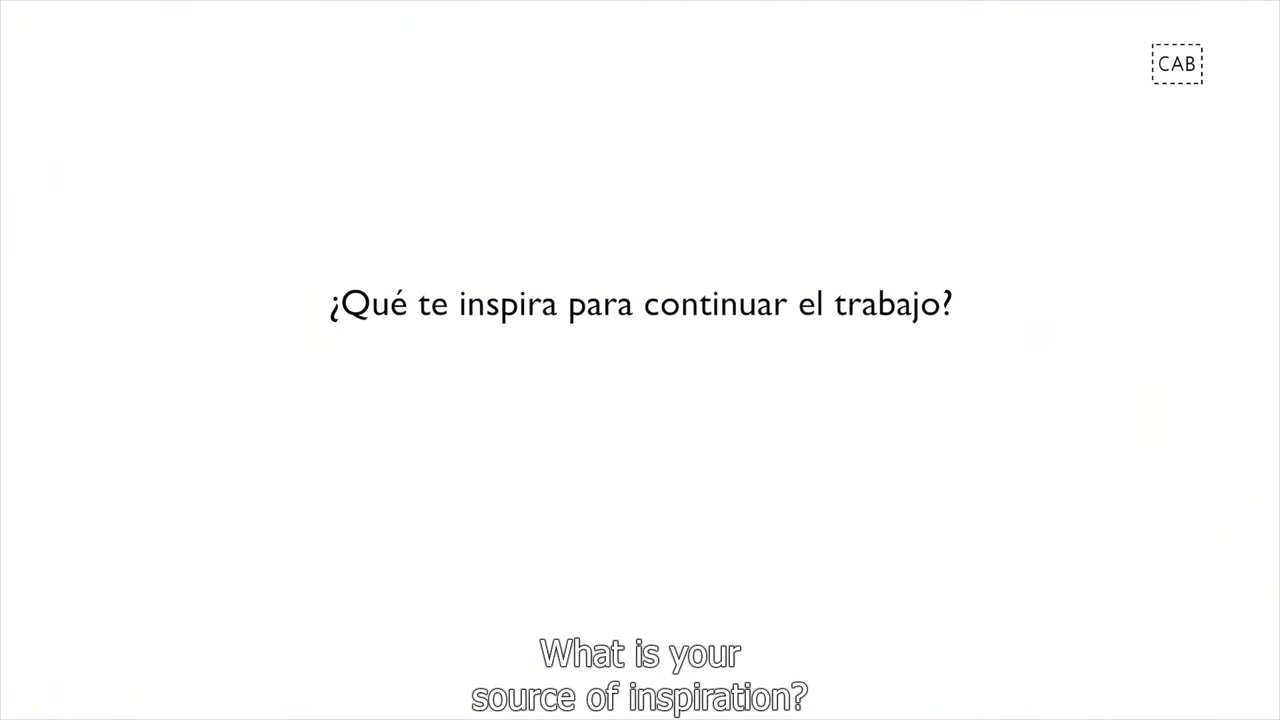 CAB
¿Qué te inspira para continuar el trabajo?
What is your
source of inspiration?